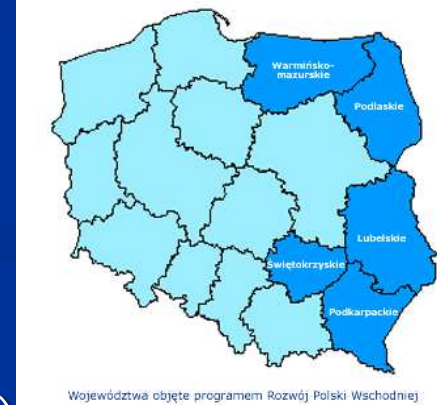 Warmińsko-
mazurskie
Podlaskie
Lubelskie
Świętokrzyskie
Podkarpackie
Województwa objęte programem Rozwój Polski Wschodniej